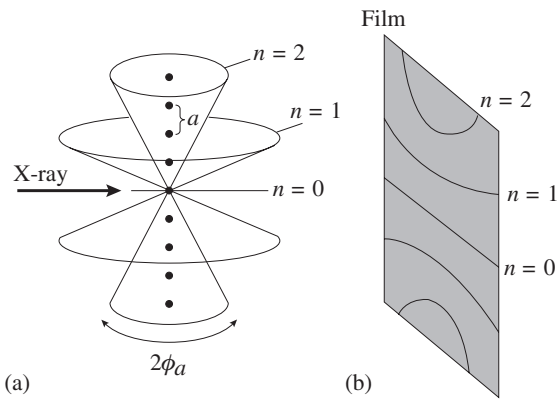 n = 2
a
n = 1
X-ray
n = 0
2ϕa
(a)
Film
n = 2
n = 1
n = 0
(b)